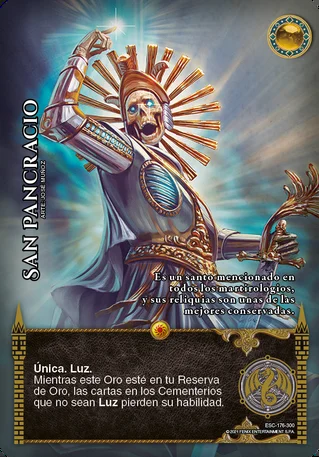 SAN PANCRACIO
ARTE: JOSÉ MUÑOZ
Es un santo mencionado en
todos los martirologios,
y sus reliquias son unas de las
mejores conservadas.
Única. Luz.
Mientras este Oro esté en tu Reserva
de Oro, las cartas en los Cementerios
que no sean Luz pierden su habilidad.
ESC-176-300
©2021 FENIX ENTERTAINMENT S.P.A.